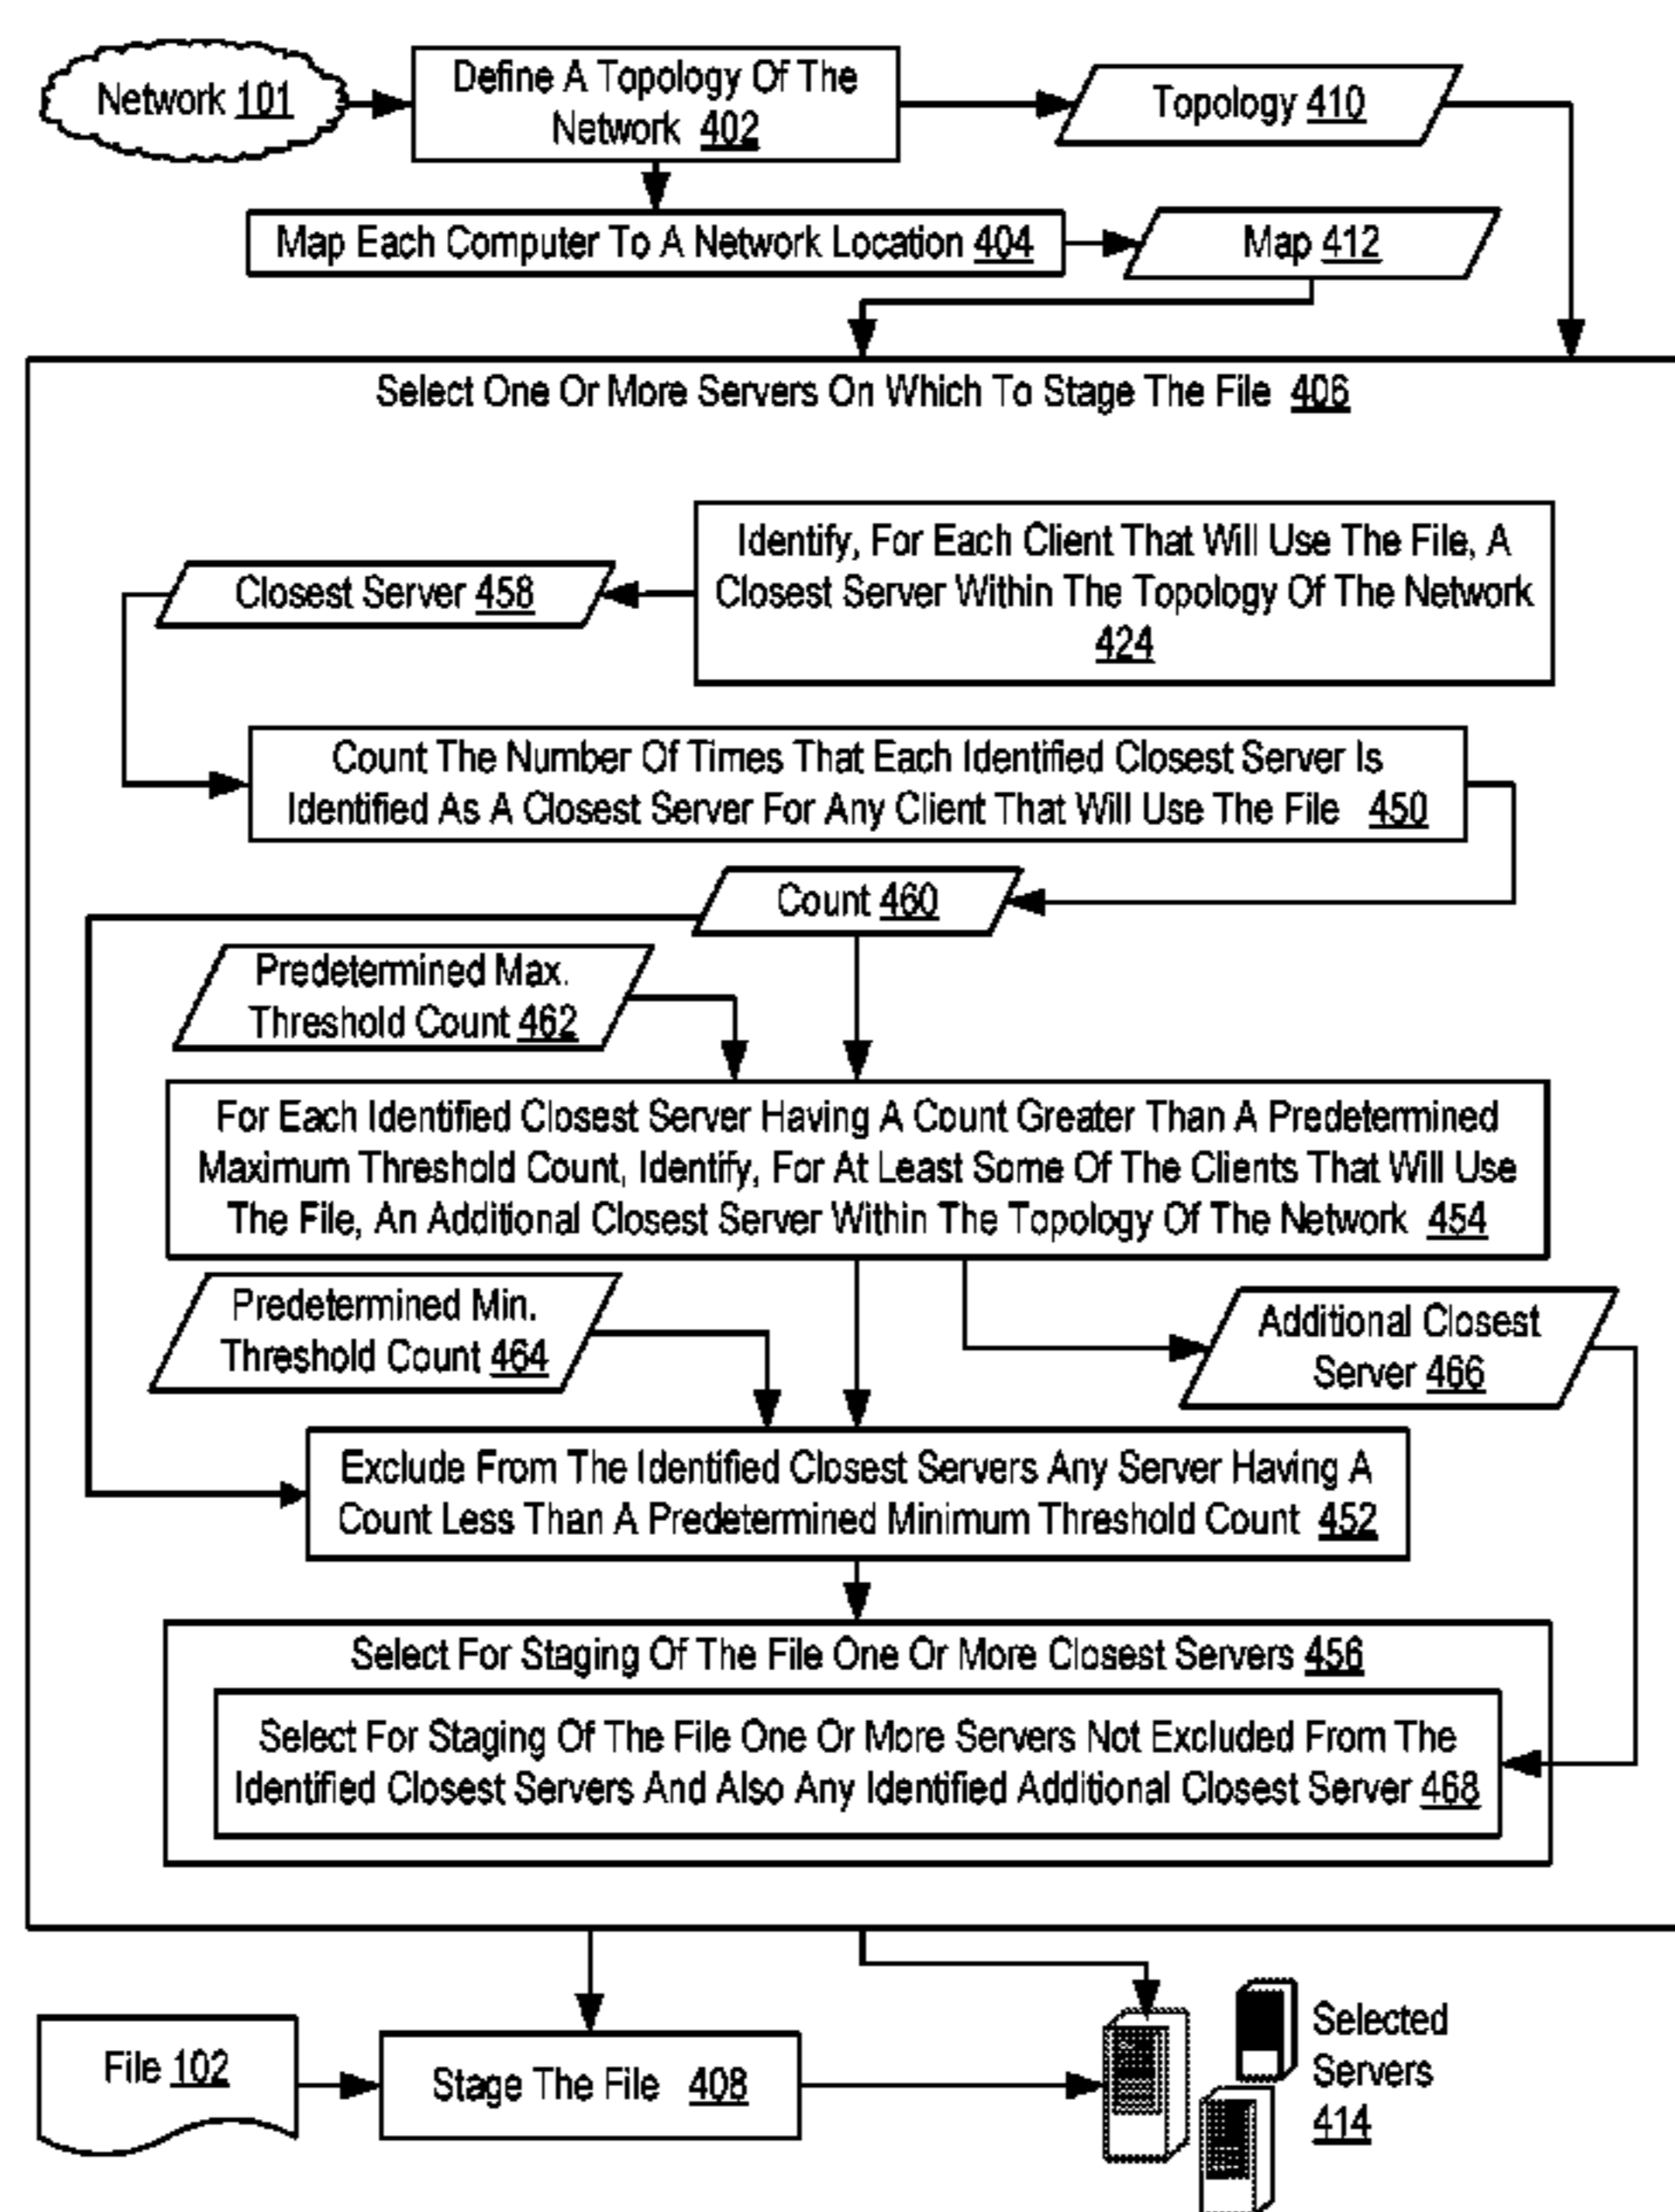 Network 101
Define A Topology Of The
Network 402
Topology 410
Map Each Computer To A Network Location 404
Map 412
Select One Or More Servers On Which To Stage The File 406
Identify, For Each Client That Will Use The File, A
Closest Server Within The Topology Of The Network
424
Closest Server 458
Count The Number Of Times That Each Identified Closest Server Is
Identified As A Closest Server For Any Client That Will Use The File 450
Count 460
Predetermined Max.
Threshold Count 462
For Each Identified Closest Server Having A Count Greater Than A Predetermined
Maximum Threshold Count, Identify, For At Least Some Of The Clients That Will Use
The File, An Additional Closest Server Within The Topology Of The Network 454
Predetermined Min.
Threshold Count 464
Additional Closest
Server 466
Exclude From The Identified Closest Servers Any Server Having A
Count Less Than A Predetermined Minimum Threshold Count 452
Select For Staging Of The File One Or More Closest Servers 456
Select For Staging Of The File One Or More Servers Not Excluded From The
Identified Closest Servers And Also Any Identified Additional Closest Server 468
File 102
Stage The File 408
Selected
Servers
414